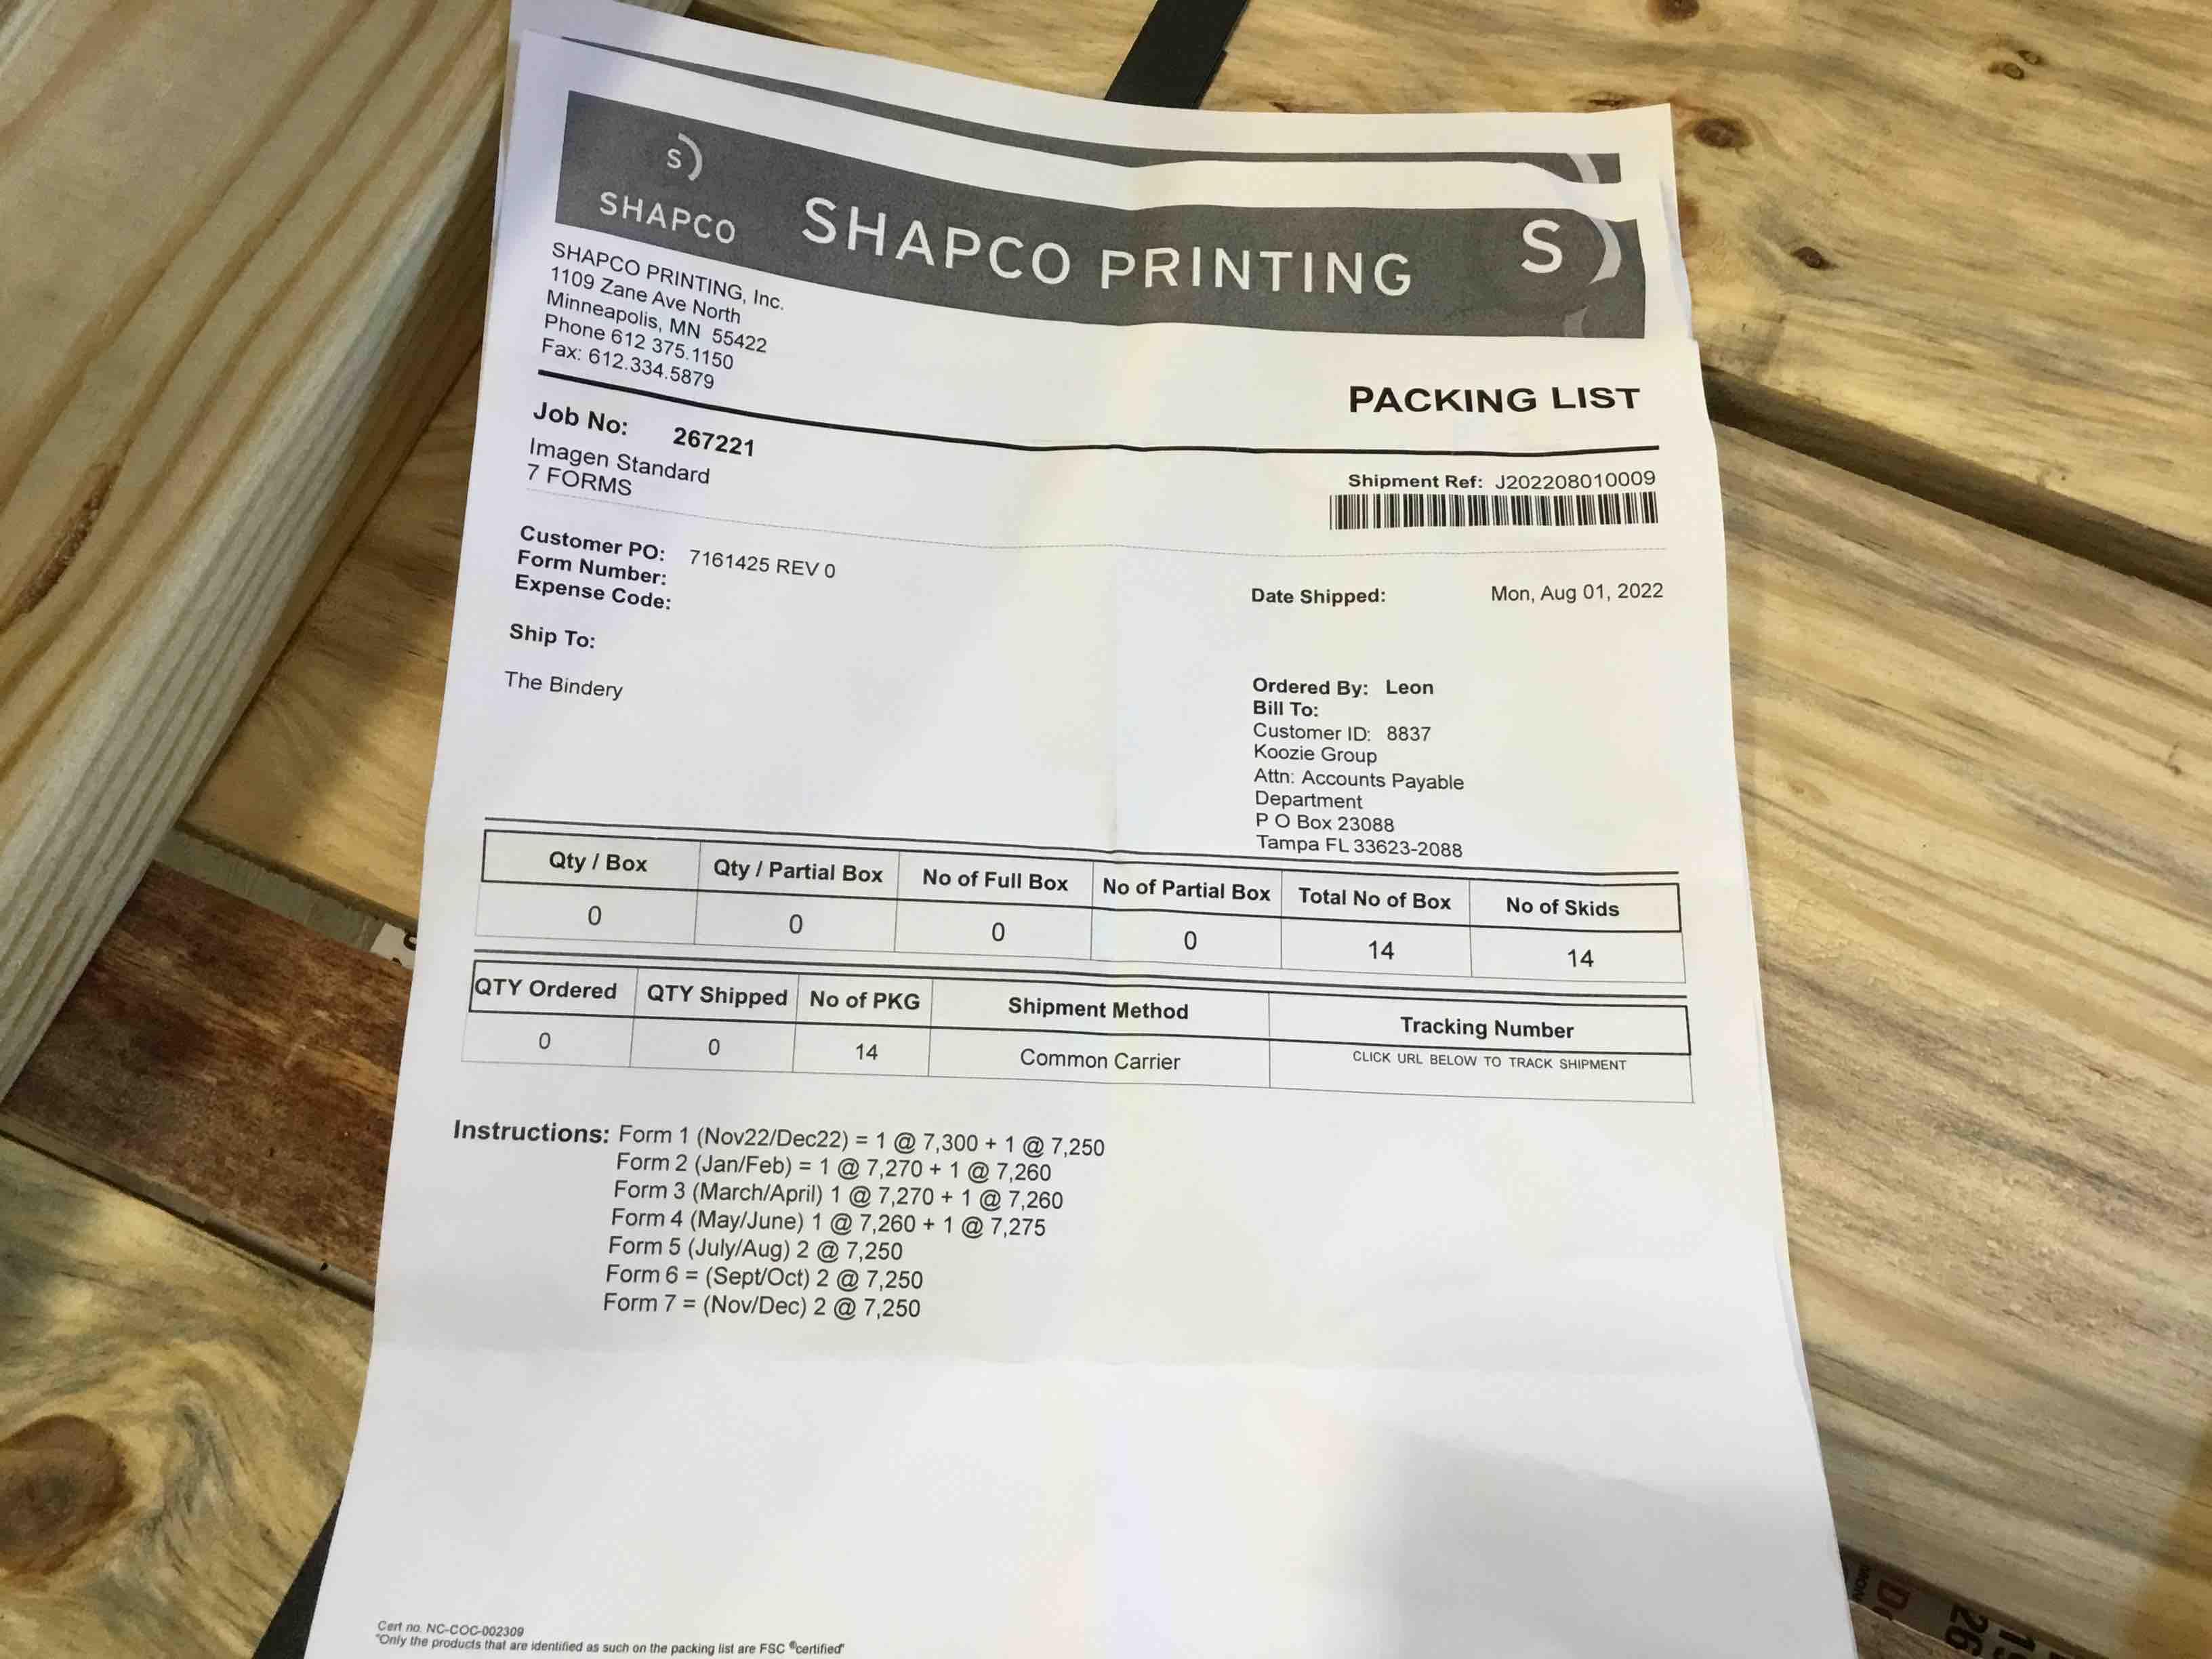 S)
SHAPCO
SHAPCO PRINTING
S)
SHAPCO PRINTING, Inc.
1109 Zane Ave North
Minneapolis, MN 55422
Phone 612 375.1150
Fax: 612.334.5879
PACKING LIST
Job No: 267221
Imagen Standard
7 FORMS
Shipment Ref: J202208010009
Customer PO: 7161425 REV 0
Form Number:
Expense Code:
Date Shipped: Mon, Aug 01, 2022
Ship To:
The Bindery
Ordered By: Leon
Bill To:
Customer ID: 8837
Koozie Group
Attn: Accounts Payable
Department
P O Box 23088
Tampa FL 33623-2088
Qty / Box Qty / Partial Box No of Full Box No of Partial Box Total No of Box No of Skids
0 0 0 0 14 14
QTY Ordered QTY Shipped No of PKG Shipment Method Tracking Number
0 0 14 Common Carrier CLICK URL BELOW TO TRACK SHIPMENT
Instructions: Form 1 (Nov22/Dec22) = 1 @ 7,300 + 1 @ 7,250
Form 2 (Jan/Feb) = 1 @ 7,270 + 1 @ 7,260
Form 3 (March/April) 1 @ 7,270 + 1 @ 7,260
Form 4 (May/June) 1 @ 7,260 + 1 @ 7,275
Form 5 (July/Aug) 2 @ 7,250
Form 6 = (Sept/Oct) 2 @ 7,250
Form 7 = (Nov/Dec) 2 @ 7,250
Cert no. NC-COC-002309
"Only the products that are identified as such on the packing list are FSC ®certified"
26